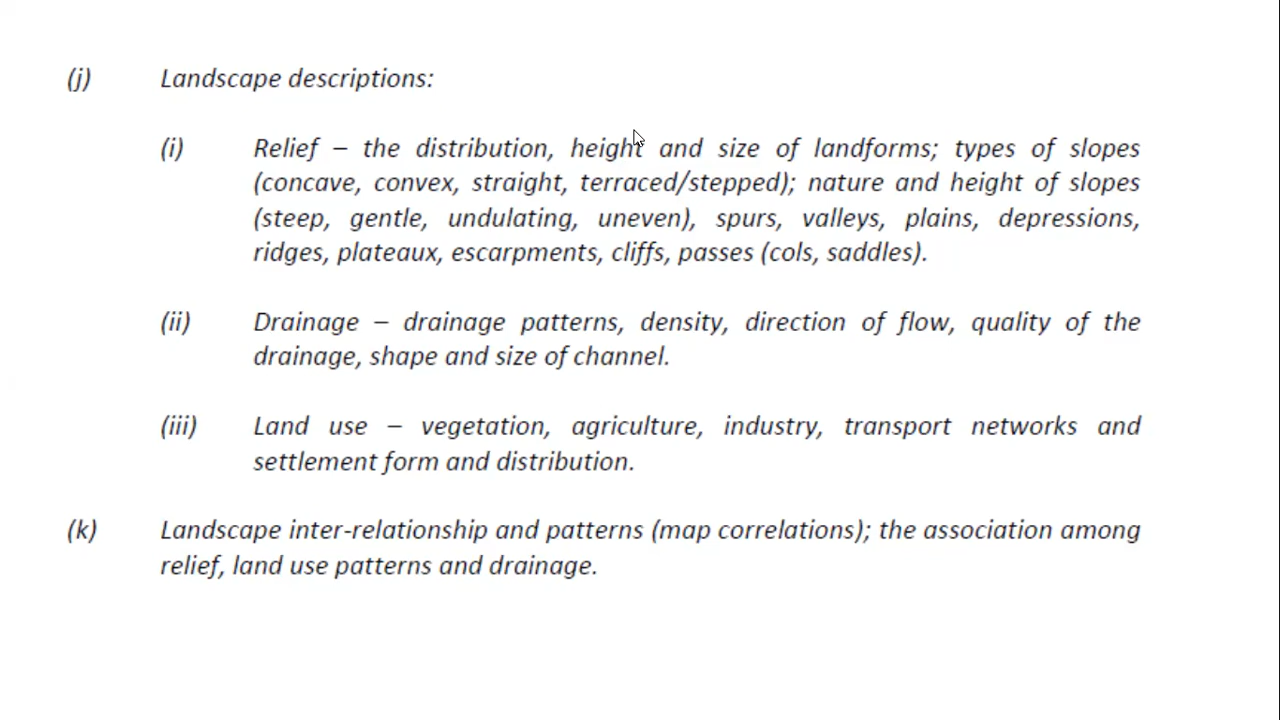 (j) Landscape descriptions:
(i) Relief – the distribution, height and size of landforms; types of slopes
(concave, convex, straight, terraced/stepped); nature and height of slopes
(steep, gentle, undulating, uneven), spurs, valleys, plains, depressions,
ridges, plateaux, escarpments, cliffs, passes (cols, saddles).
(ii) Drainage – drainage patterns, density, direction of flow, quality of the
drainage, shape and size of channel.
(iii) Land use – vegetation, agriculture, industry, transport networks and
settlement form and distribution.
(k) Landscape inter-relationship and patterns (map correlations); the association among
relief, land use patterns and drainage.